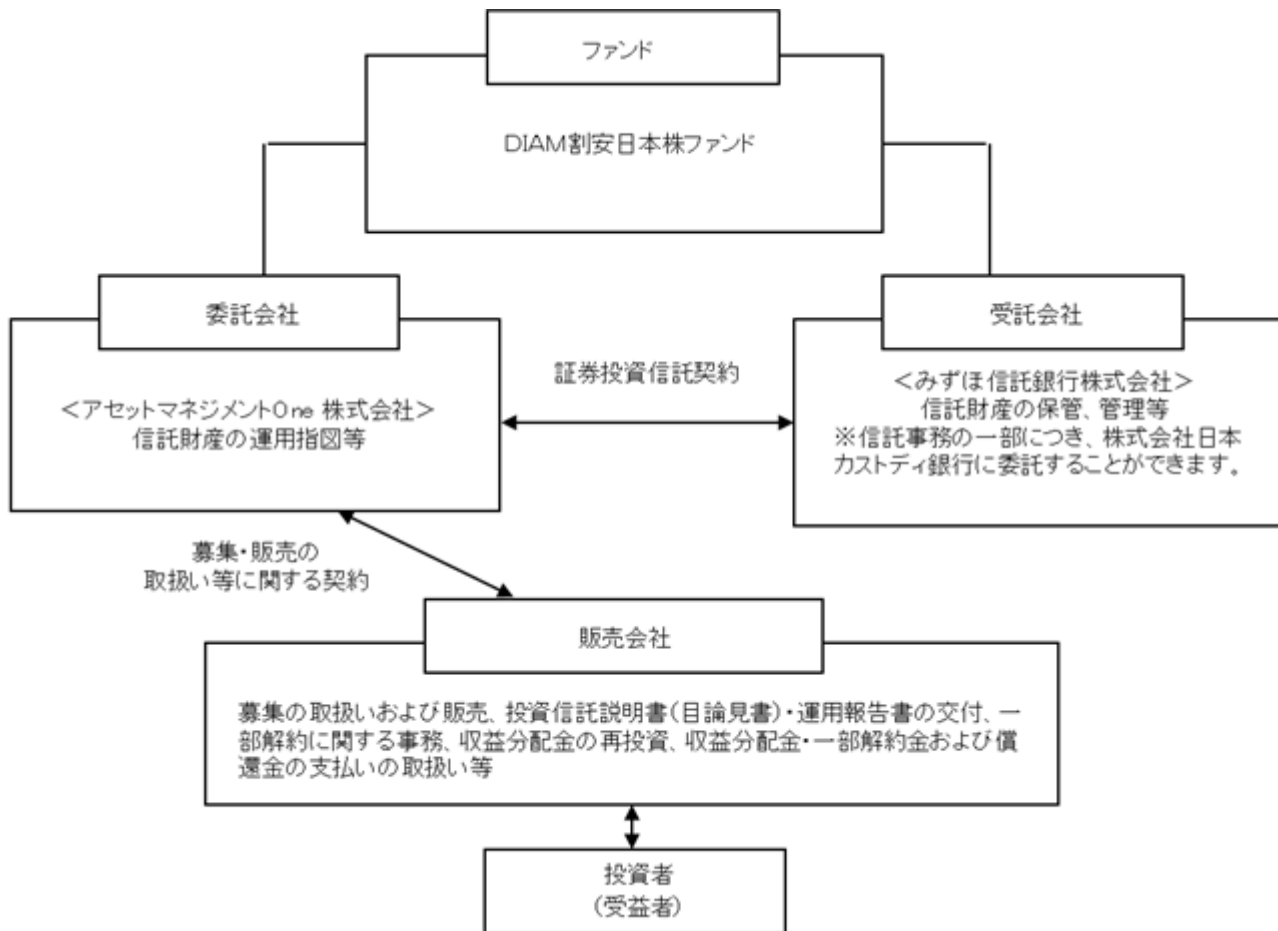 ファンド
DIAM割安日本株ファンド
委託会社
受託会社
<アセットマネジメントOne 株式会社>
信託財産の運用指図等
証券投資信託契約
<みずほ信託銀行株式会社>
信託財産の保管、管理等
※信託事務の一部につき、株式会社日本
カストディ銀行に委託することができます。
募集・販売の
取扱い等に関する契約
販売会社
募集の取扱いおよび販売、投資信託説明書(目論見書)・運用報告書の交付、一
部解約に関する事務、収益分配金の再投資、収益分配金・一部解約金および償
還金の支払いの取扱い等
投資者
(受益者)